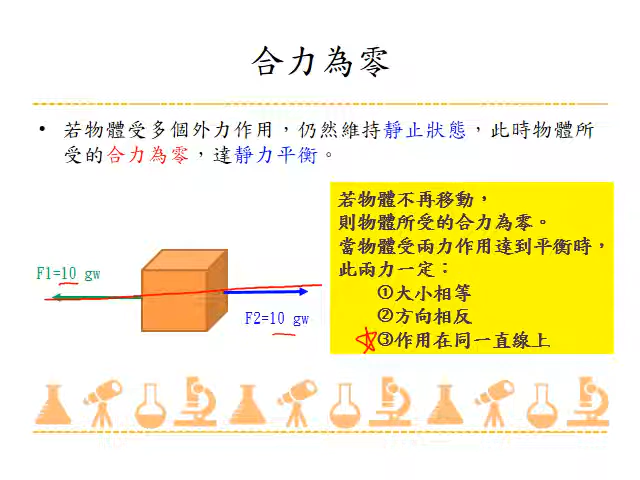 合力為零
• 若物體受多個外力作用，仍然維持靜止狀態，此時物體所
受的合力為零，達靜力平衡。
若物體不再移動，
則物體所受的合力為零。
當物體受兩力作用達到平衡時，
此兩力一定：
①大小相等
②方向相反
③作用在同一直線上
F1=10 gw
F2=10 gw